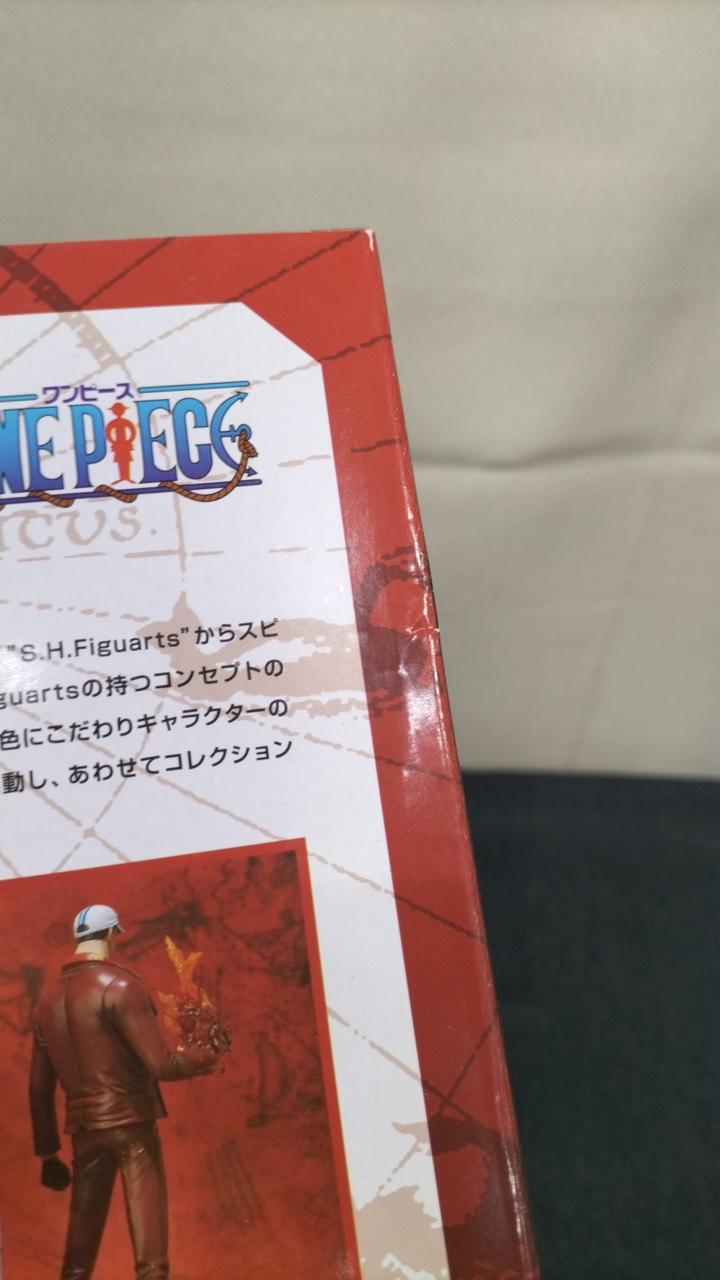 ワンピース
NE PIECE
ICUS.
"S.H.Figuarts"からスピ
guartsの持つコンセプトの
色にこだわりキャラクターの
動し、あわせてコレクション